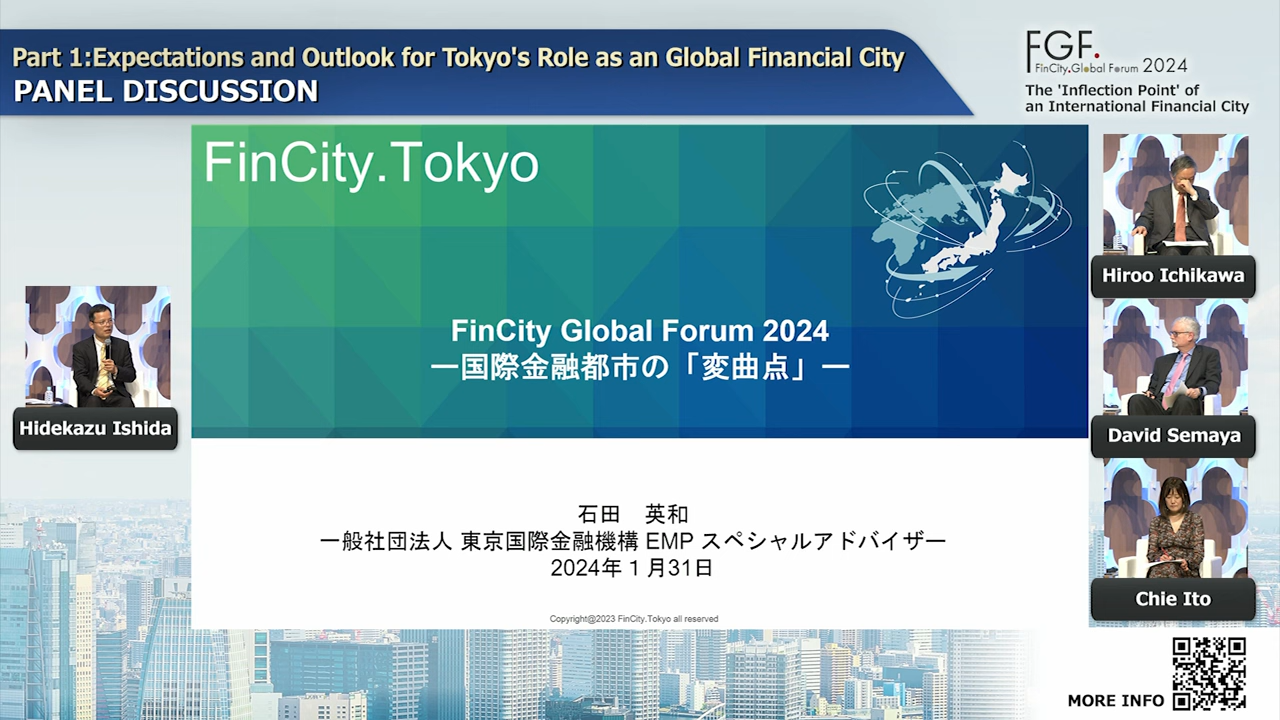 Part 1:Expectations and Outlook for Tokyo's Role as an Global Financial City
PANEL DISCUSSION
FGF.
FinCity.Global Forum 2024
The 'Inflection Point' of
an International Financial City
FinCity.Tokyo
FinCity Global Forum 2024
ー国際金融都市の「変曲点」ー
石田　英和
一般社団法人 東京国際金融機構 EMP スペシャルアドバイザー
2024年１月31日
Copyright@2023 FinCity.Tokyo all reserved
Hidekazu Ishida
Hiroo Ichikawa
David Semaya
Chie Ito
MORE INFO